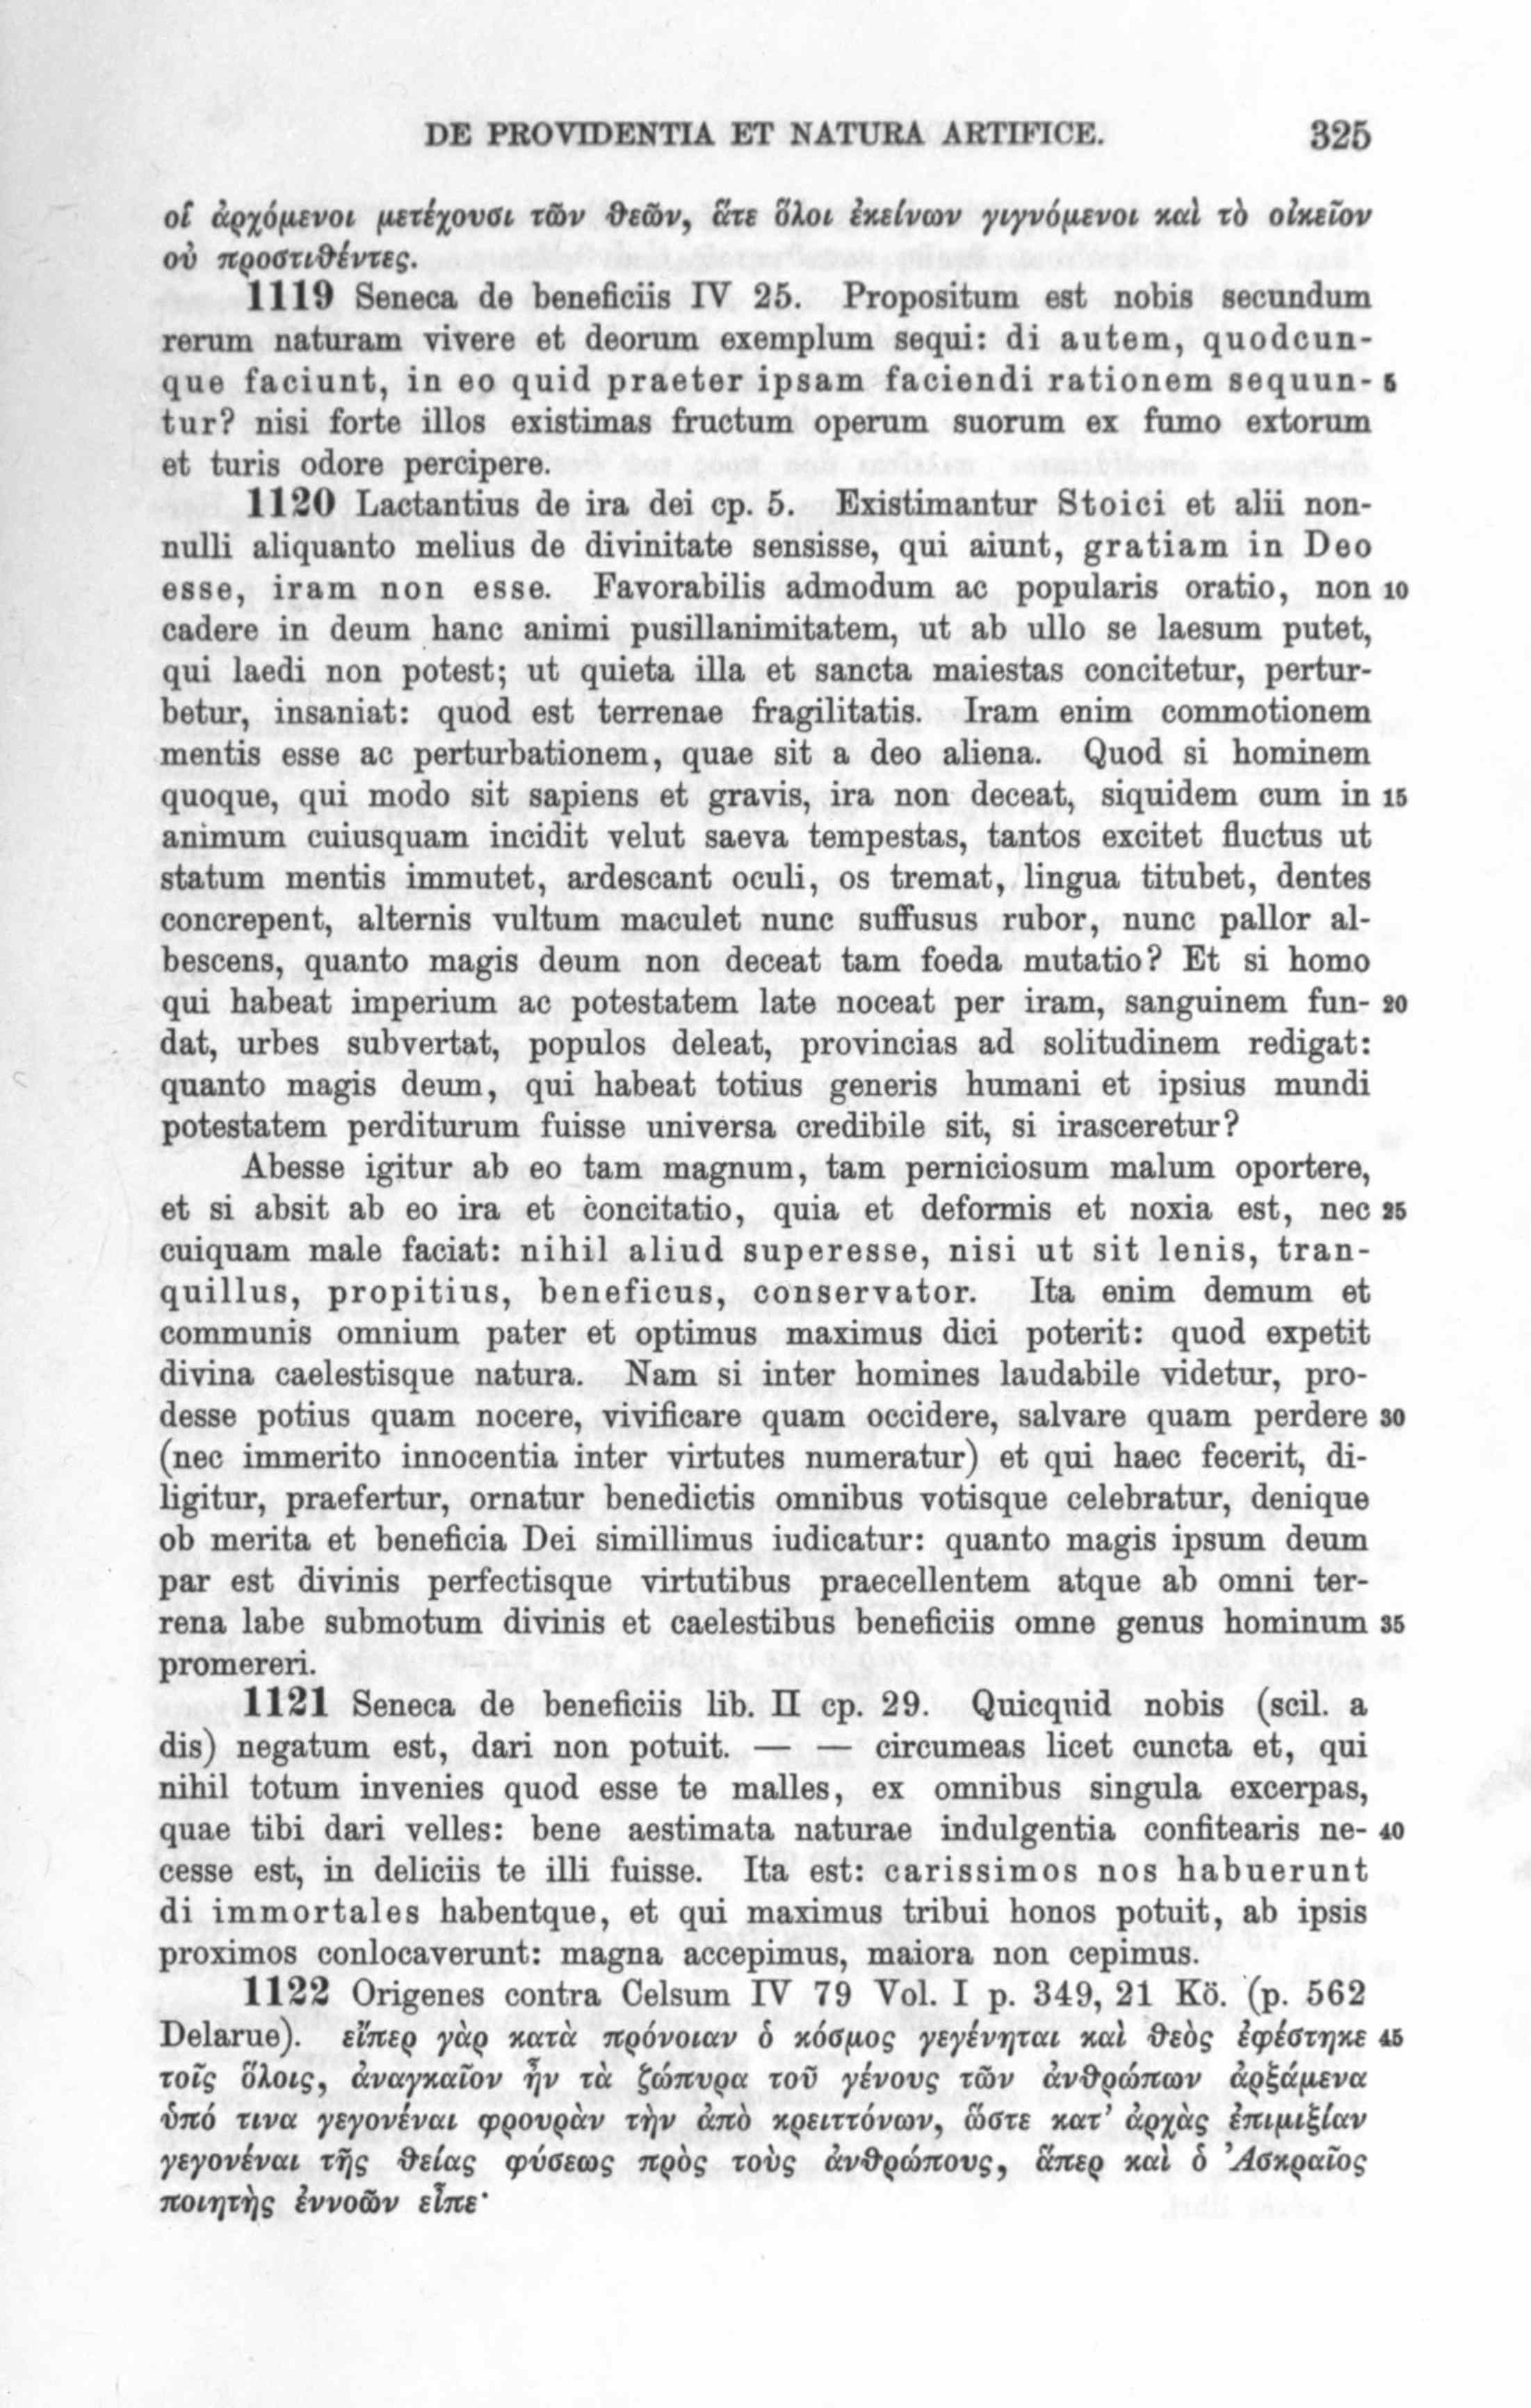 DE PROVIDENTIA ET NATURA ARTIFICE. 325
οἱ ἀρχόμενοι μετέχουσι τῶν θεῶν, ἅτε ὅλοι ἐκείνων γιγνόμενοι καὶ τὸ οἰκεῖον
οὐ προστιθέντες.
1119 Seneca de beneficiis IV 25. Propositum est nobis secundum
rerum naturam vivere et deorum exemplum sequi: di autem, quodcun-
que faciunt, in eo quid praeter ipsam faciendi rationem sequun- 5
tur? nisi forte illos existimas fructum operum suorum ex fumo extorum
et turis odore percipere.
1120 Lactantius de ira dei cp. 5. Existimantur Stoici et alii non-
nulli aliquanto melius de divinitate sensisse, qui aiunt, gratiam in Deo
esse, iram non esse. Favorabilis admodum ac popularis oratio, non 10
cadere in deum hanc animi pusillanimitatem, ut ab ullo se laesum putet,
qui laedi non potest; ut quieta illa et sancta maiestas concitetur, pertur-
betur, insaniat: quod est terrenae fragilitatis. Iram enim commotionem
mentis esse ac perturbationem, quae sit a deo aliena. Quod si hominem
quoque, qui modo sit sapiens et gravis, ira non deceat, siquidem cum in 15
animum cuiusquam incidit velut saeva tempestas, tantos excitet fluctus ut
statum mentis immutet, ardescant oculi, os tremat, lingua titubet, dentes
concrepent, alternis vultum maculet nunc suffusus rubor, nunc pallor al-
bescens, quanto magis deum non deceat tam foeda mutatio? Et si homo
qui habeat imperium ac potestatem late noceat per iram, sanguinem fun- 20
dat, urbes subvertat, populos deleat, provincias ad solitudinem redigat:
quanto magis deum, qui habeat totius generis humani et ipsius mundi
potestatem perditurum fuisse universa credibile sit, si irasceretur?
Abesse igitur ab eo tam magnum, tam perniciosum malum oportere,
et si absit ab eo ira et concitatio, quia et deformis et noxia est, nec 25
cuiquam male faciat: nihil aliud superesse, nisi ut sit lenis, tran-
quillus, propitius, beneficus, conservator. Ita enim demum et
communis omnium pater et optimus maximus dici poterit: quod expetit
divina caelestisque natura. Nam si inter homines laudabile videtur, pro-
desse potius quam nocere, vivificare quam occidere, salvare quam perdere 30
(nec immerito innocentia inter virtutes numeratur) et qui haec fecerit, di-
ligitur, praefertur, ornatur benedictis omnibus votisque celebratur, denique
ob merita et beneficia Dei simillimus iudicatur: quanto magis ipsum deum
par est divinis perfectisque virtutibus praecellentem atque ab omni ter-
rena labe submotum divinis et caelestibus beneficiis omne genus hominum 35
promereri.
1121 Seneca de beneficiis lib. II cp. 29. Quicquid nobis (scil. a
dis) negatum est, dari non potuit. — — circumeas licet cuncta et, qui
nihil totum invenies quod esse te malles, ex omnibus singula excerpas,
quae tibi dari velles: bene aestimata naturae indulgentia confitearis ne- 40
cesse est, in deliciis te illi fuisse. Ita est: carissimos nos habuerunt
di immortales habentque, et qui maximus tribui honos potuit, ab ipsis
proximos conlocaverunt: magna accepimus, maiora non cepimus.
1122 Origenes contra Celsum IV 79 Vol. I p. 349, 21 Kö. (p. 562
Delarue). εἴπερ γὰρ κατὰ πρόνοιαν ὁ κόσμος γεγένηται καὶ θεὸς ἐφέστηκε 45
τοῖς ὅλοις, ἀναγκαῖον ἦν τὰ ζώπυρα τοῦ γένους τῶν ἀνθρώπων ἀρξάμενα
ὑπό τινα γεγονέναι φρουρὰν τὴν ἀπὸ κρειττόνων, ὥστε κατ’ ἀρχὰς ἐπιμιξίαν
γεγονέναι τῆς θείας φύσεως πρὸς τοὺς ἀνθρώπους, ἅπερ καὶ ὁ Ἀσκραῖος
ποιητὴς ἐννοῶν εἶπε·